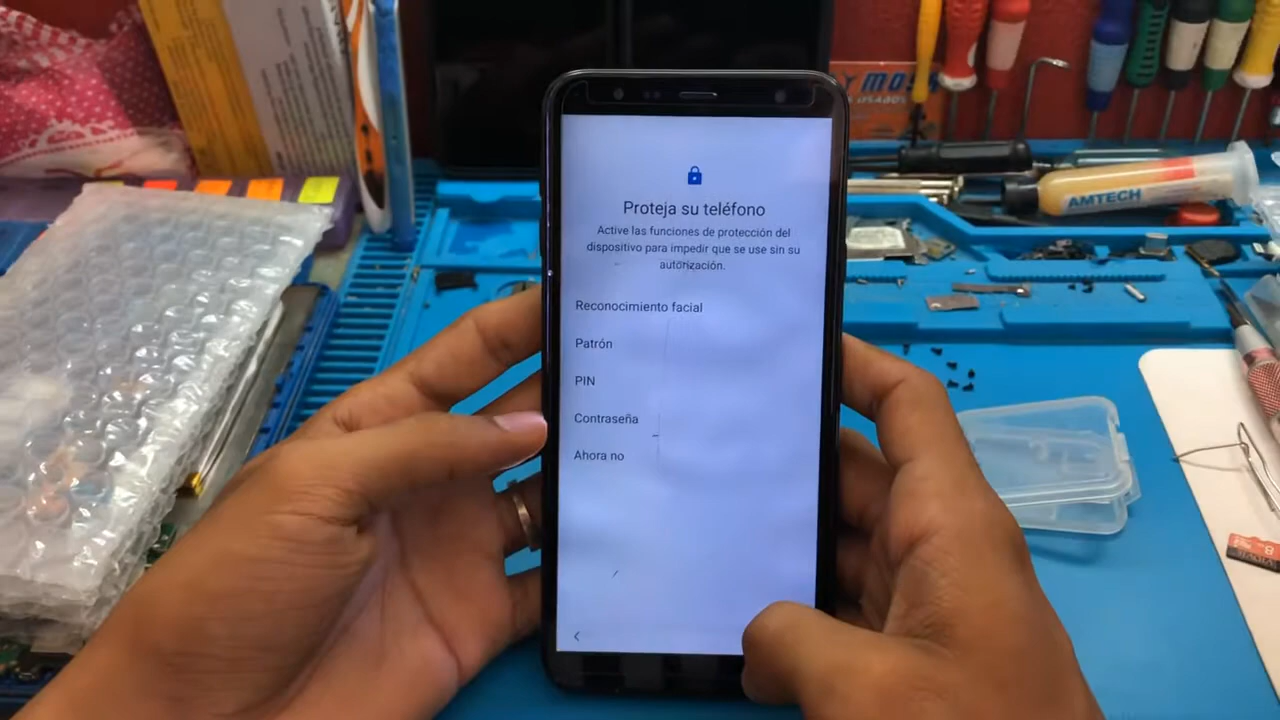 Proteja su teléfono
Active las funciones de protección del
dispositivo para impedir que se use sin su
autorización.
Reconocimiento facial
Patrón
PIN
Contraseña
Ahora no
AMTECH